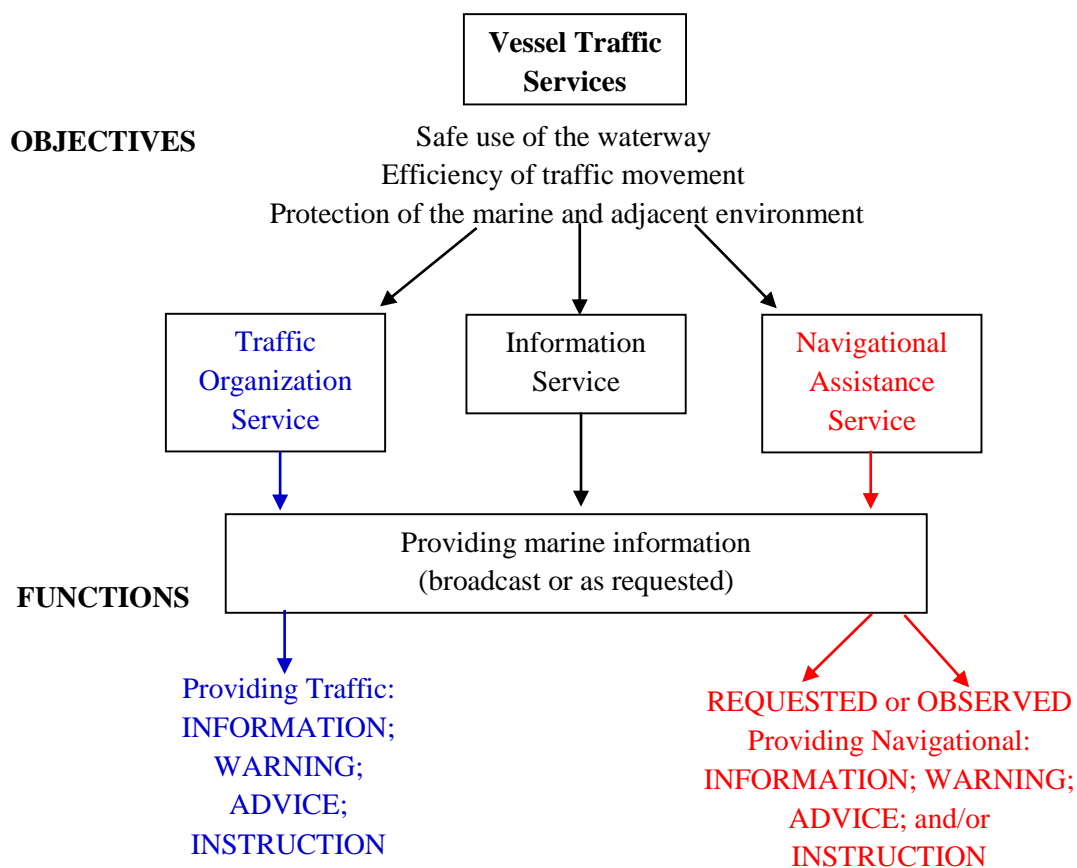 Vessel Traffic
Services
OBJECTIVES
Safe use of the waterway
Efficiency of traffic movement
Protection of the marine and adjacent environment
Traffic
Organization
Service
Information
Service
Navigational
Assistance
Service
Providing marine information
(broadcast or as requested)
FUNCTIONS
Providing Traffic:
INFORMATION;
WARNING;
ADVICE;
INSTRUCTION
REQUESTED or OBSERVED
Providing Navigational:
INFORMATION; WARNING;
ADVICE; and/or
INSTRUCTION